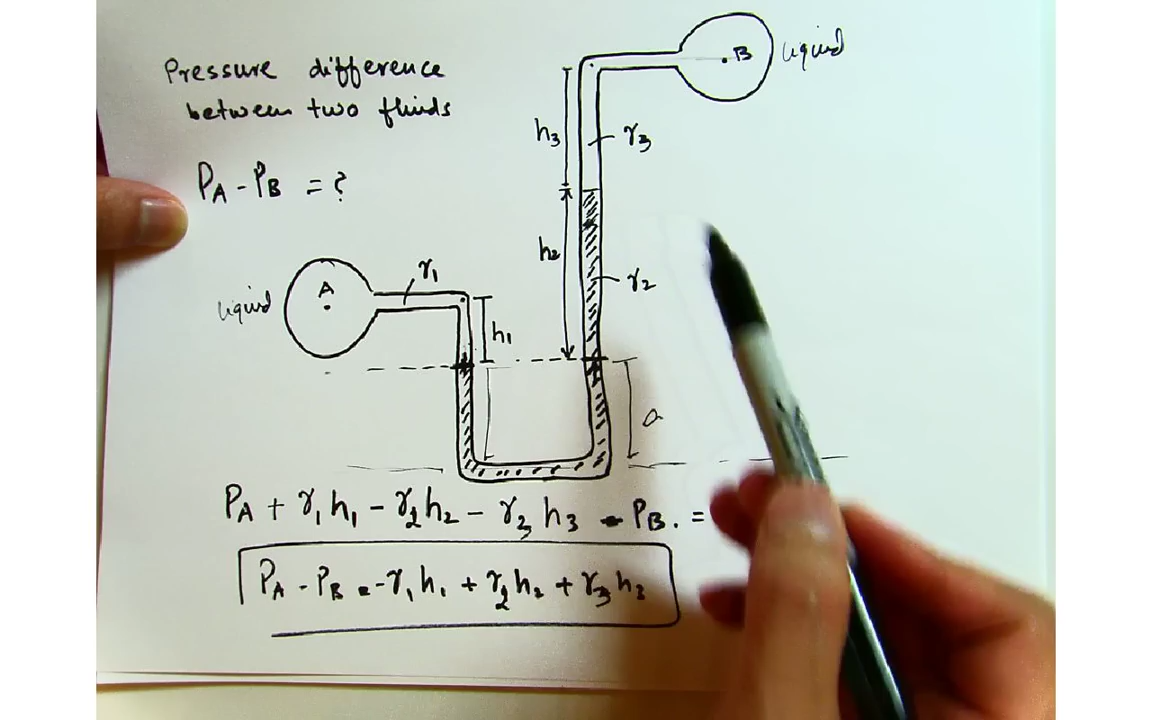 Pressure difference
between two fluids
PA - PB = ?
liquid
A
γ1
h1
h2
h3
γ3
γ2
B
liquid
a
PA + γ1 h1 - γ2 h2 - γ3 h3 - PB. =
PA - PB = -γ1 h1 + γ2 h2 + γ3 h3